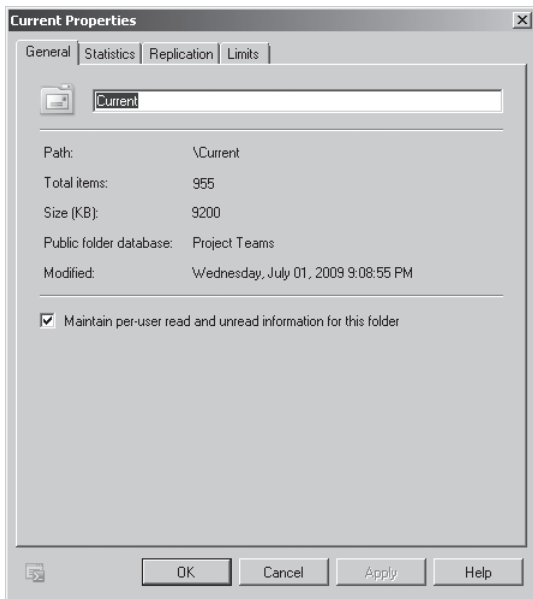 Current Properties
General Statistics Replication Limits
Current
Path: \Current
Total items: 955
Size (KB): 9200
Public folder database: Project Teams
Modified: Wednesday, July 01, 2009 9:08:55 PM
Maintain per-user read and unread information for this folder
OK Cancel Apply Help